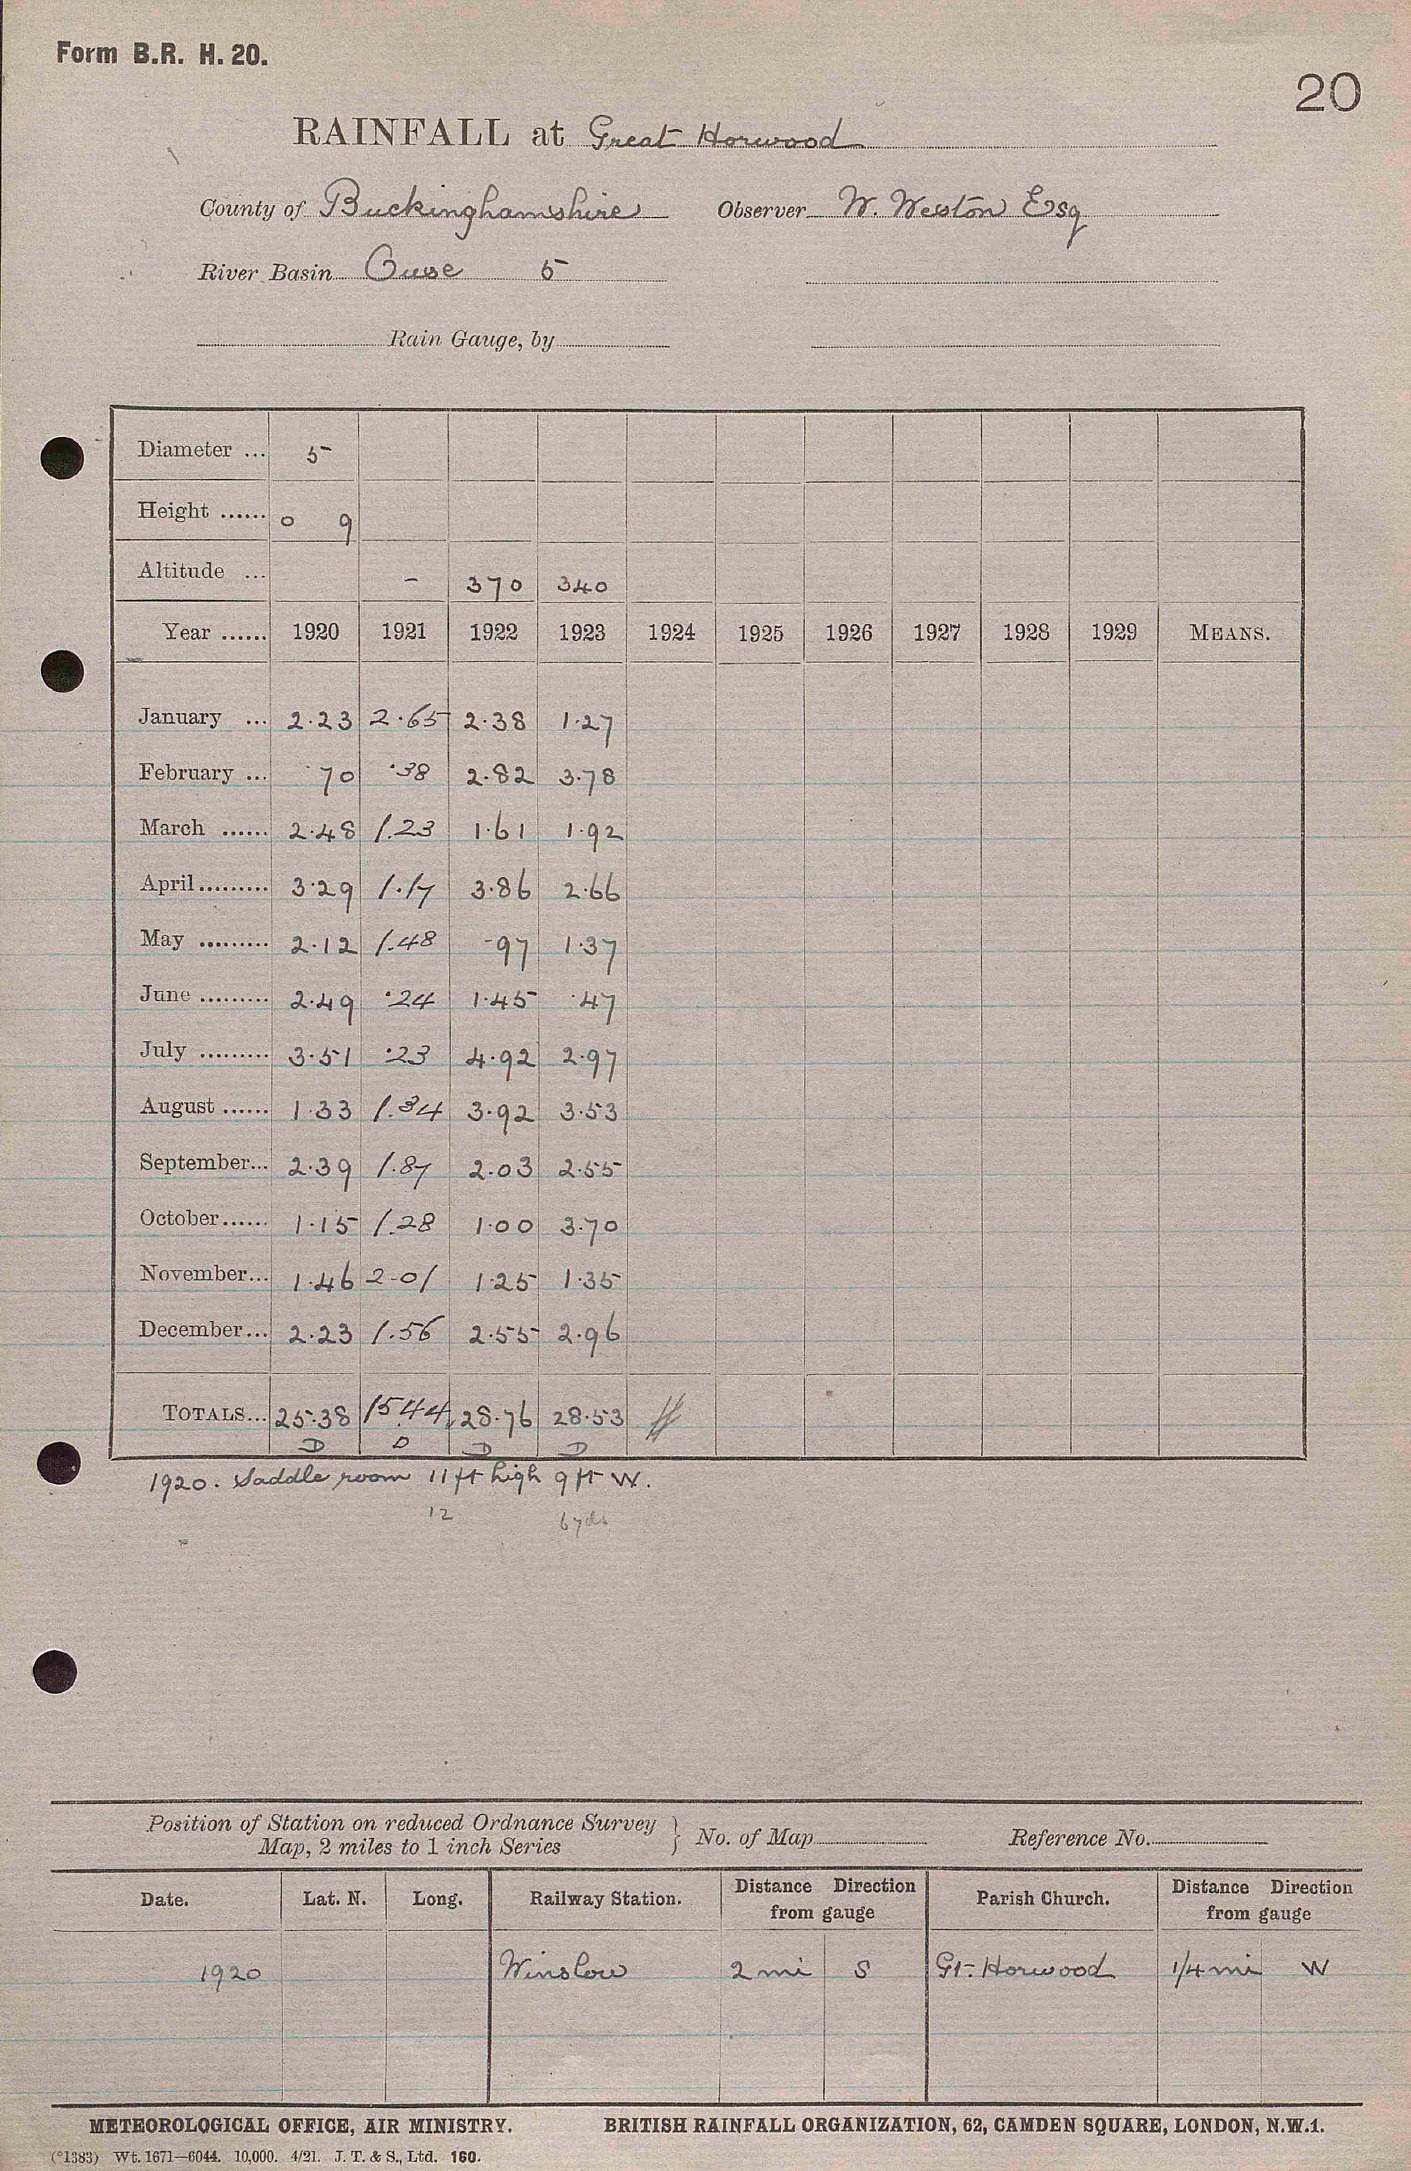 Form B.R. H. 20.
20
RAINFALL at Great Horwood
County of Buckinghamshire Observer W. Weston Esq
River Basin Ouse 5
Rain Gauge, by
Diameter ... 5
Height ...... 0 9
Altitude ... - 370 340
Year ...... 1920 1921 1922 1923 1924 1925 1926 1927 1928 1929 MEANS.
January ... 2.23 2.65 2.38 1.27
February ... .70 .38 2.82 3.78
March ...... 2.48 1.23 1.61 1.92
April ......... 3.29 1.17 3.86 2.66
May ......... 2.12 1.48 -97 1.37
June ......... 2.49 .24 1.45 .47
July ......... 3.51 .23 4.92 2.97
August ...... 1.33 1.34 3.92 3.53
September... 2.39 1.87 2.03 2.55
October...... 1.15 1.28 1.00 3.70
November... 1.46 2-01 1.25 1.35
December... 2.23 1.56 2.55 2.96
TOTALS... 25.38 15.44 28.76 28.53
D D D D
1920. Saddle room 11 ft high 9 ft W.
12 6 yds
Position of Station on reduced Ordnance Survey
Map, 2 miles to 1 inch Series } No. of Map Reference No.
Date. Lat. N. Long. Railway Station. Distance Direction from gauge Parish Church. Distance Direction from gauge
1920 Winslow 2 mi S Gt. Horwood 1/4 mi W
METEOROLOGICAL OFFICE, AIR MINISTRY. BRITISH RAINFALL ORGANIZATION, 62, CAMDEN SQUARE, LONDON, N.W.1.
(*1383) Wt. 1671—6044. 10,000. 4/21. J. T. & S., Ltd. 160.